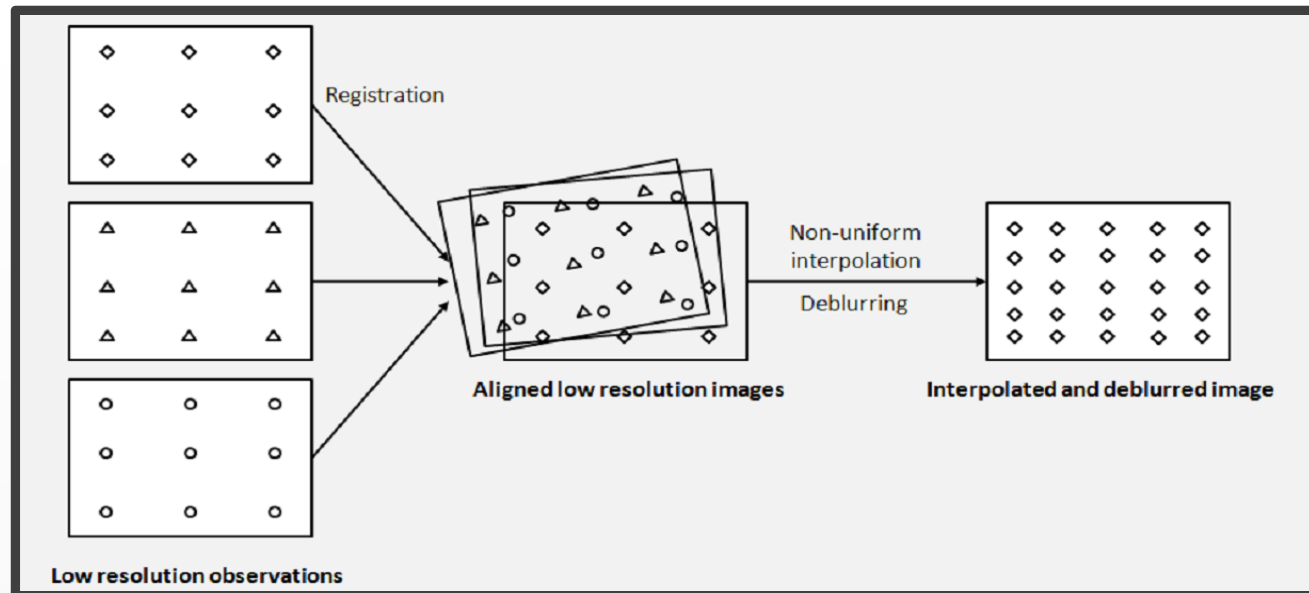 Registration
Non-uniform
interpolation
Deblurring
Aligned low resolution images
Interpolated and deblurred image
Low resolution observations